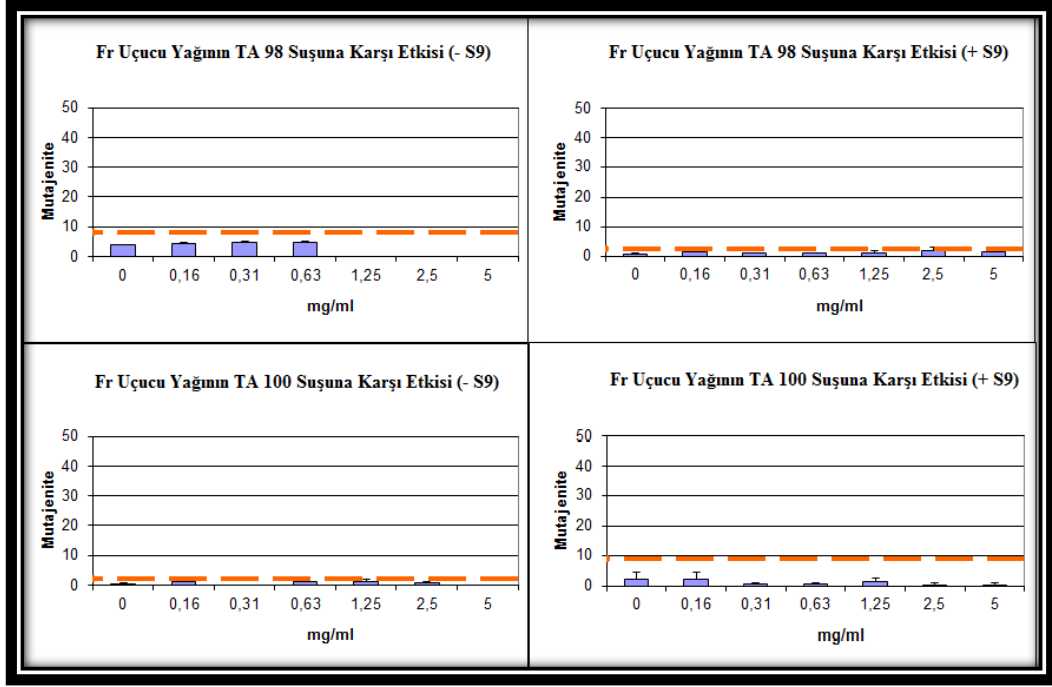 Fr Uçucu Yağının TA 98 Suşuna Karşı Etkisi (- S9)
50
40
30
20
10
0
Mutajenite
0 0,16 0,31 0,63 1,25 2,5 5
mg/ml
Fr Uçucu Yağının TA 98 Suşuna Karşı Etkisi (+ S9)
50
40
30
20
10
0
Mutajenite
0 0,16 0,31 0,63 1,25 2,5 5
mg/ml
Fr Uçucu Yağının TA 100 Suşuna Karşı Etkisi (- S9)
50
40
30
20
10
0
Mutajenite
0 0,16 0,31 0,63 1,25 2,5 5
mg/ml
Fr Uçucu Yağının TA 100 Suşuna Karşı Etkisi (+ S9)
50
40
30
20
10
0
Mutajenite
0 0,16 0,31 0,63 1,25 2,5 5
mg/ml